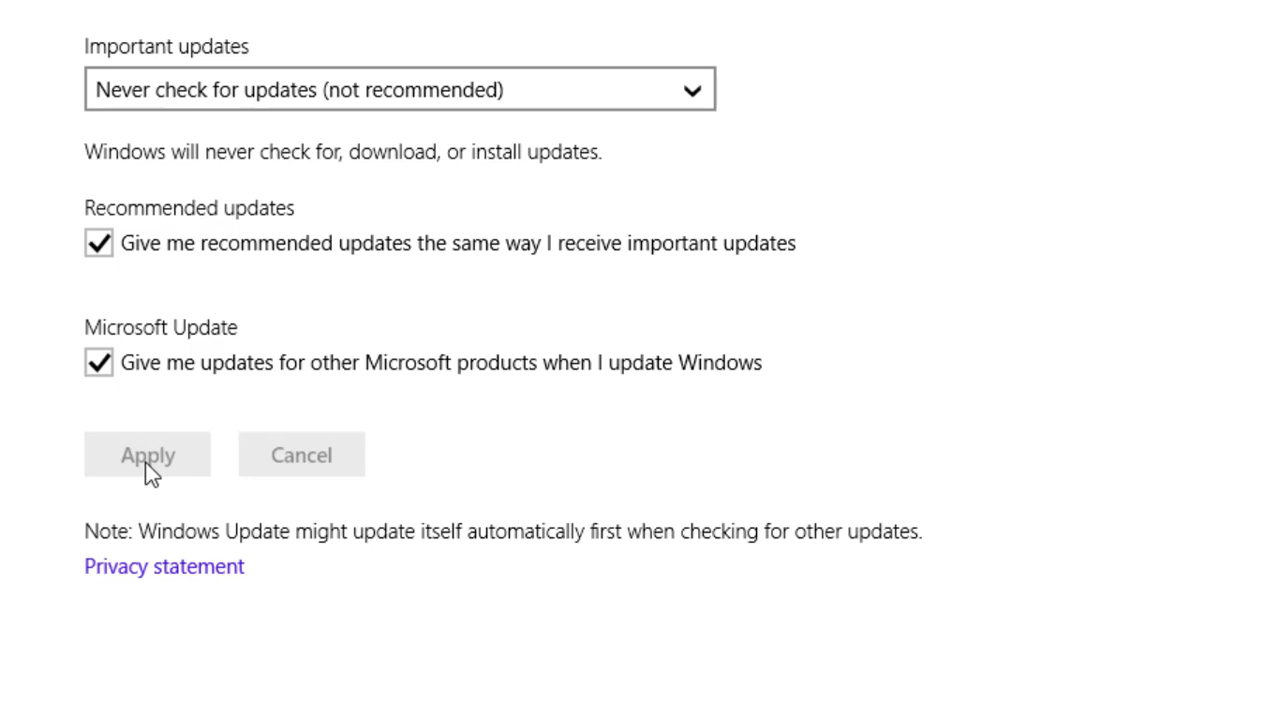 Important updates
Never check for updates (not recommended)
Windows will never check for, download, or install updates.
Recommended updates
Give me recommended updates the same way I receive important updates
Microsoft Update
Give me updates for other Microsoft products when I update Windows
Apply Cancel
Note: Windows Update might update itself automatically first when checking for other updates.
Privacy statement